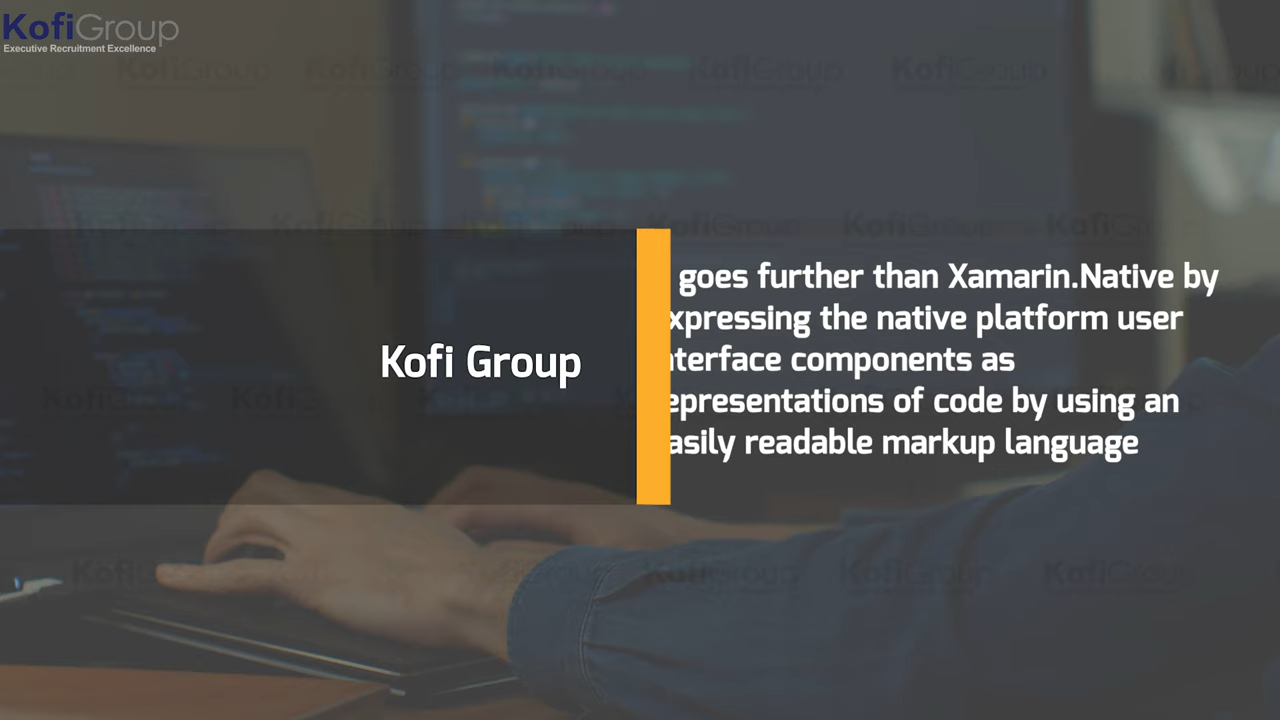 KofiGroup
Executive Recruitment Excellence
Kofi Group
goes further than Xamarin.Native by
xpressing the native platform user
nterface components as
epresentations of code by using an
asily readable markup language